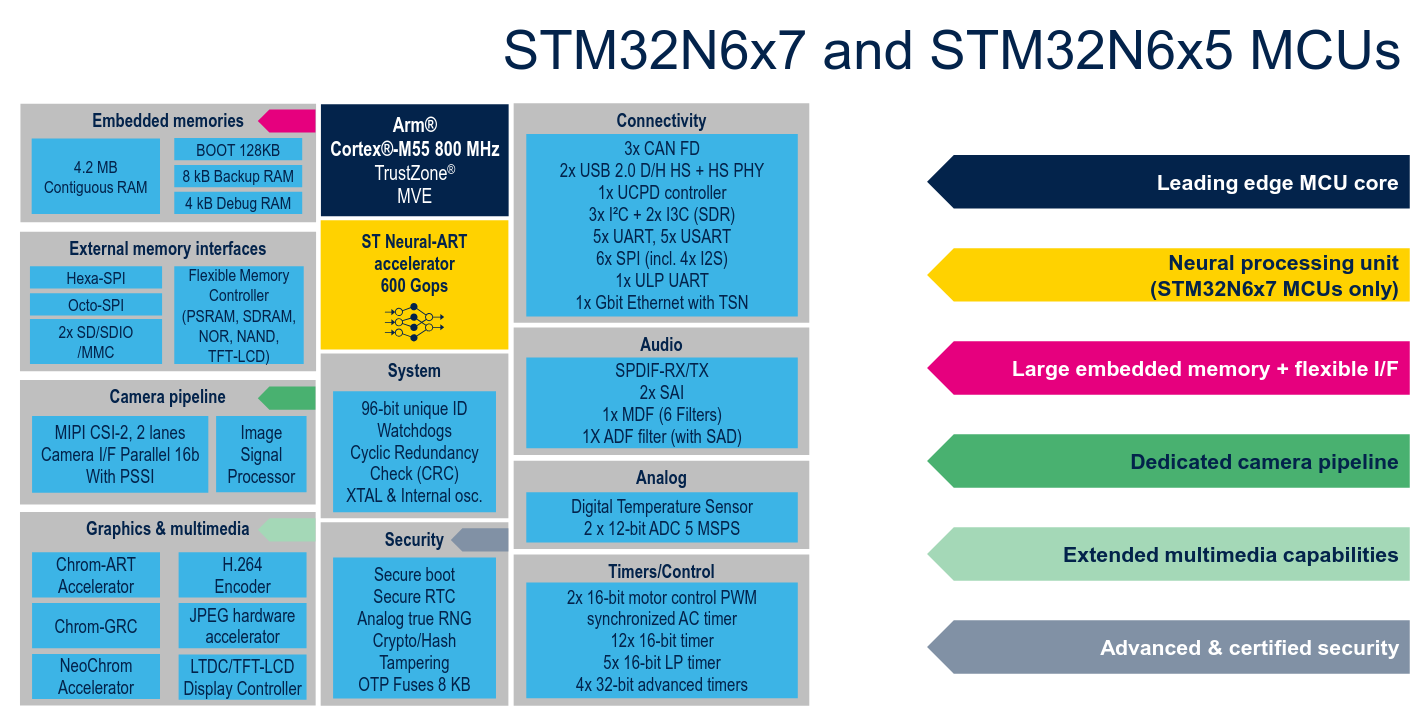 STM32N6x7 and STM32N6x5 MCUs
Embedded memories
4.2 MB
Contiguous RAM
BOOT 128KB
8 kB Backup RAM
4 kB Debug RAM
External memory interfaces
Hexa-SPI
Octo-SPI
2x SD/SDIO
/MMC
Flexible Memory
Controller
(PSRAM, SDRAM,
NOR, NAND,
TFT-LCD)
Camera pipeline
MIPI CSI-2, 2 lanes
Camera I/F Parallel 16b
With PSSI
Image
Signal
Processor
Graphics & multimedia
Chrom-ART
Accelerator
H.264
Encoder
Chrom-GRC
JPEG hardware
accelerator
NeoChrom
Accelerator
LTDC/TFT-LCD
Display Controller
Arm®
Cortex®-M55 800 MHz
TrustZone®
MVE
ST Neural-ART
accelerator
600 Gops
System
96-bit unique ID
Watchdogs
Cyclic Redundancy
Check (CRC)
XTAL & Internal osc.
Security
Secure boot
Secure RTC
Analog true RNG
Crypto/Hash
Tampering
OTP Fuses 8 KB
Connectivity
3x CAN FD
2x USB 2.0 D/H HS + HS PHY
1x UCPD controller
3x I²C + 2x I3C (SDR)
5x UART, 5x USART
6x SPI (incl. 4x I2S)
1x ULP UART
1x Gbit Ethernet with TSN
Audio
SPDIF-RX/TX
2x SAI
1x MDF (6 Filters)
1X ADF filter (with SAD)
Analog
Digital Temperature Sensor
2 x 12-bit ADC 5 MSPS
Timers/Control
2x 16-bit motor control PWM
synchronized AC timer
12x 16-bit timer
5x 16-bit LP timer
4x 32-bit advanced timers
Leading edge MCU core
Neural processing unit
(STM32N6x7 MCUs only)
Large embedded memory + flexible I/F
Dedicated camera pipeline
Extended multimedia capabilities
Advanced & certified security